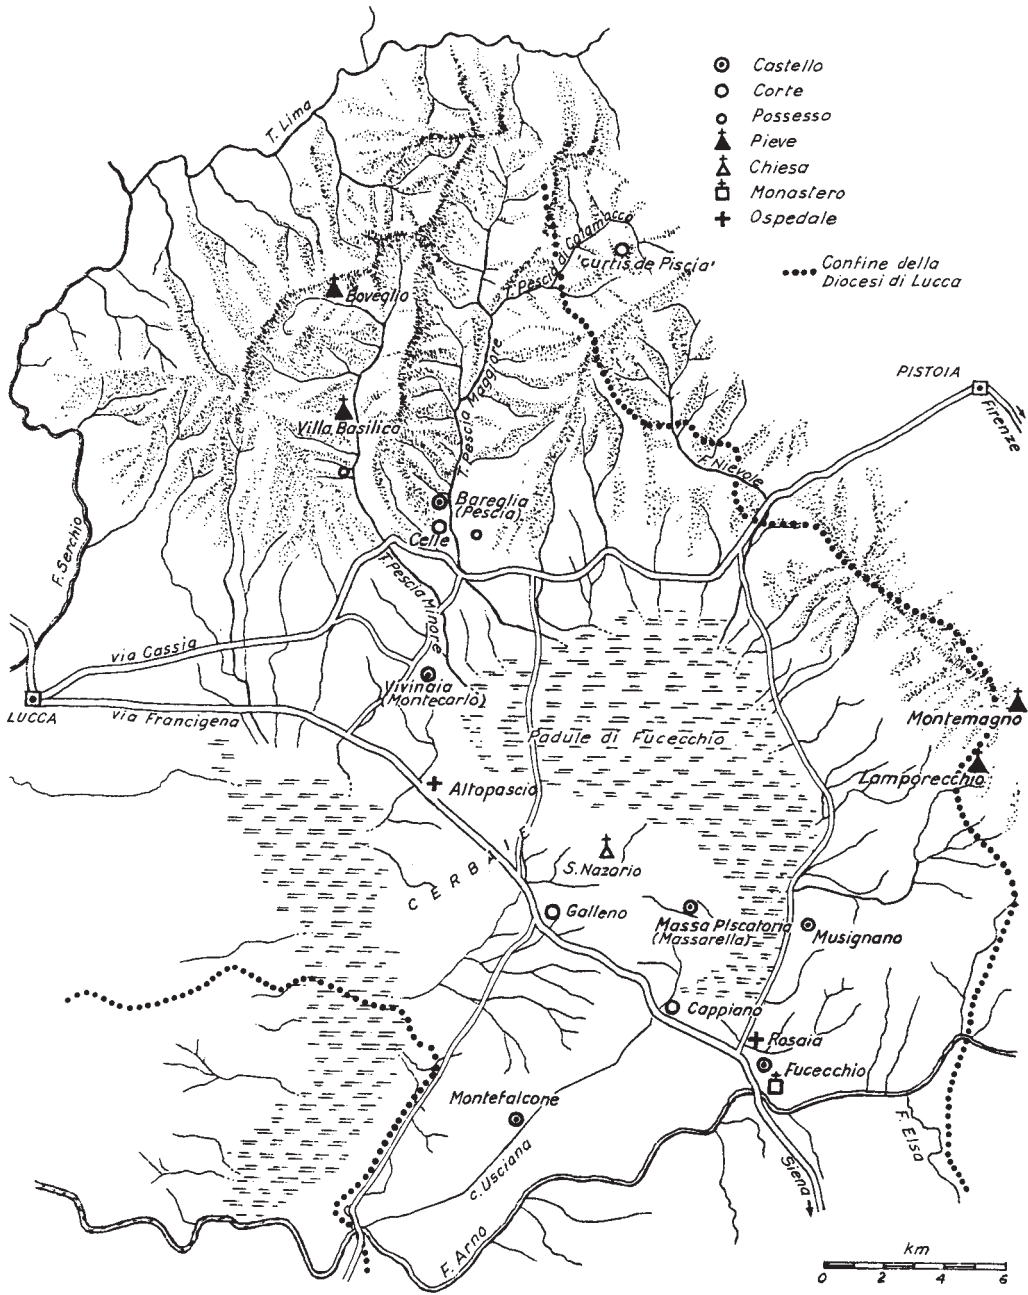 Castello
Corte
Possesso
Pieve
Chiesa
Monastero
Ospedale
Confine della
Diocesi di Lucca
T. Lima
T. Pescia di Calamacca
'curtis de Piscia'
Boveglio
T. Pescia Maggiore
PISTOIA
Firenze
Villa Basilica
F. Nievole
Bareglia
(Pescia)
Celle
F. Serchio
T. Pescia Minore
via Cassia
Vivinaia
(Montecarlo)
LUCCA
via Francigena
Padule di Fucecchio
Montemagno
Lamporecchio
Altopascio
CERBAIE
S. Nazario
Galleno
Massa Piscatoria
(Massarella)
Musignano
Cappiano
Rosaia
Fucecchio
Montefalcone
F. Elsa
Siena
c. Usciana
F. Arno
km
0 2 4 6